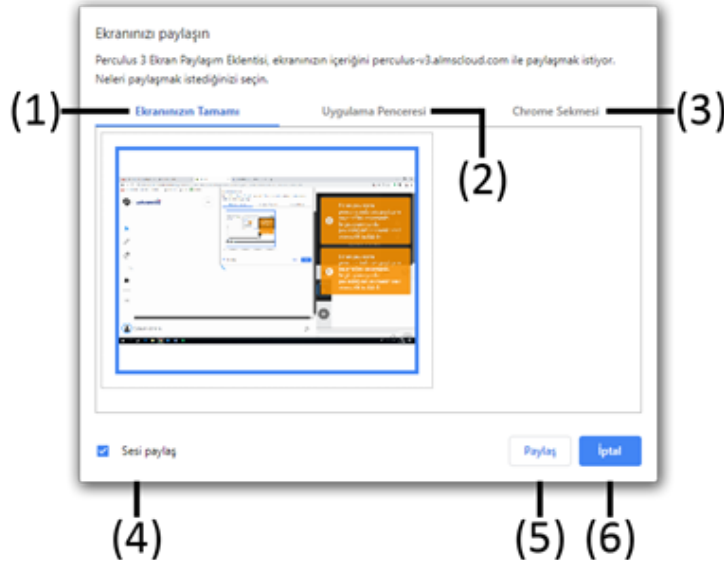 Ekranınızı paylaşın
Perculus 3 Ekran Paylaşım Eklentisi, ekranınızın içeriğini perculus-v3.almscloud.com ile paylaşmak istiyor.
Neleri paylaşmak istediğinizi seçin.
(1) Ekranınızın Tamamı Uygulama Penceresi Chrome Sekmesi (3)
(2)
Sesi paylaş Paylaş İptal
(4) (5) (6)